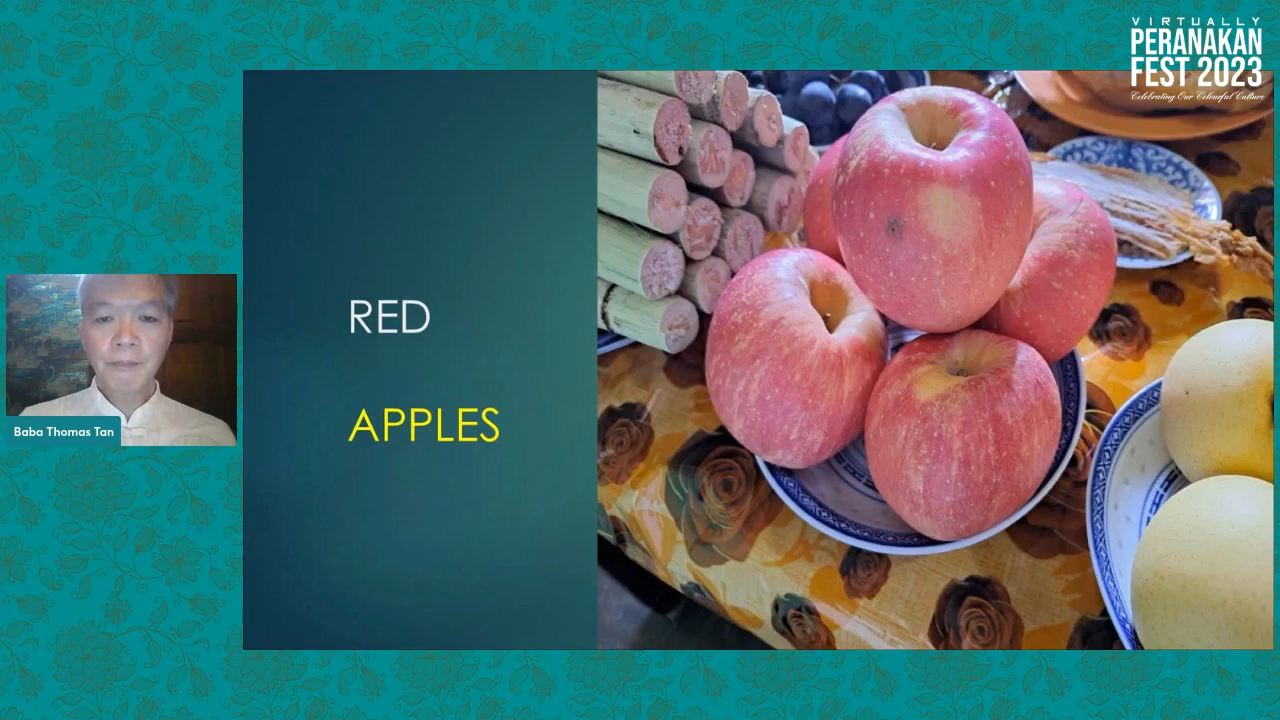 VIRTUALLY
PERANAKAN
FEST 2023
Celebrating Our Colourful Culture
RED
APPLES
Baba Thomas Tan